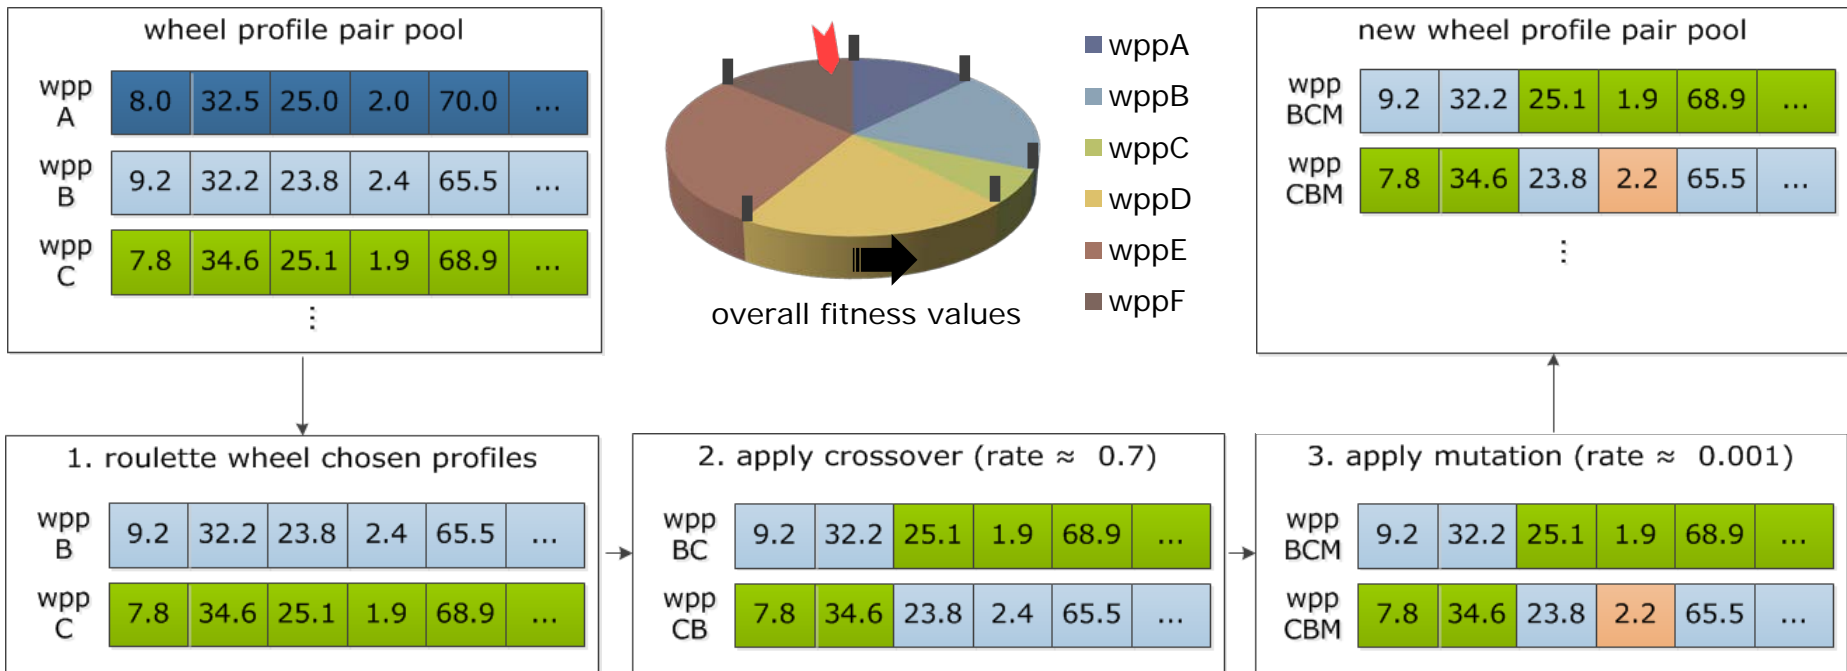 wheel profile pair pool
wpp A 8.0 32.5 25.0 2.0 70.0 ...
wpp B 9.2 32.2 23.8 2.4 65.5 ...
wpp C 7.8 34.6 25.1 1.9 68.9 ...
...
overall fitness values
wppA
wppB
wppC
wppD
wppE
wppF
new wheel profile pair pool
wpp BCM 9.2 32.2 25.1 1.9 68.9 ...
wpp CBM 7.8 34.6 23.8 2.2 65.5 ...
...
1. roulette wheel chosen profiles
wpp B 9.2 32.2 23.8 2.4 65.5 ...
wpp C 7.8 34.6 25.1 1.9 68.9 ...
2. apply crossover (rate ≈ 0.7)
wpp BC 9.2 32.2 25.1 1.9 68.9 ...
wpp CB 7.8 34.6 23.8 2.4 65.5 ...
3. apply mutation (rate ≈ 0.001)
wpp BCM 9.2 32.2 25.1 1.9 68.9 ...
wpp CBM 7.8 34.6 23.8 2.2 65.5 ...